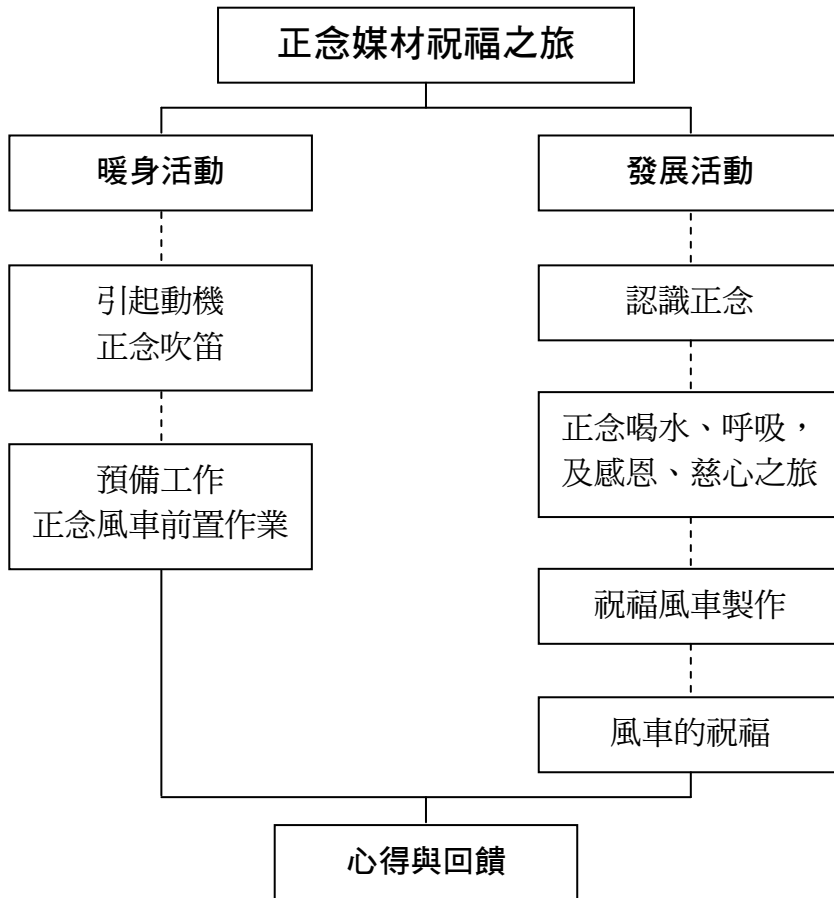 正念媒材祝福之旅
暖身活動
引起動機
正念吹笛
預備工作
正念風車前置作業
發展活動
認識正念
正念喝水、呼吸，
及感恩、慈心之旅
祝福風車製作
風車的祝福
心得與回饋